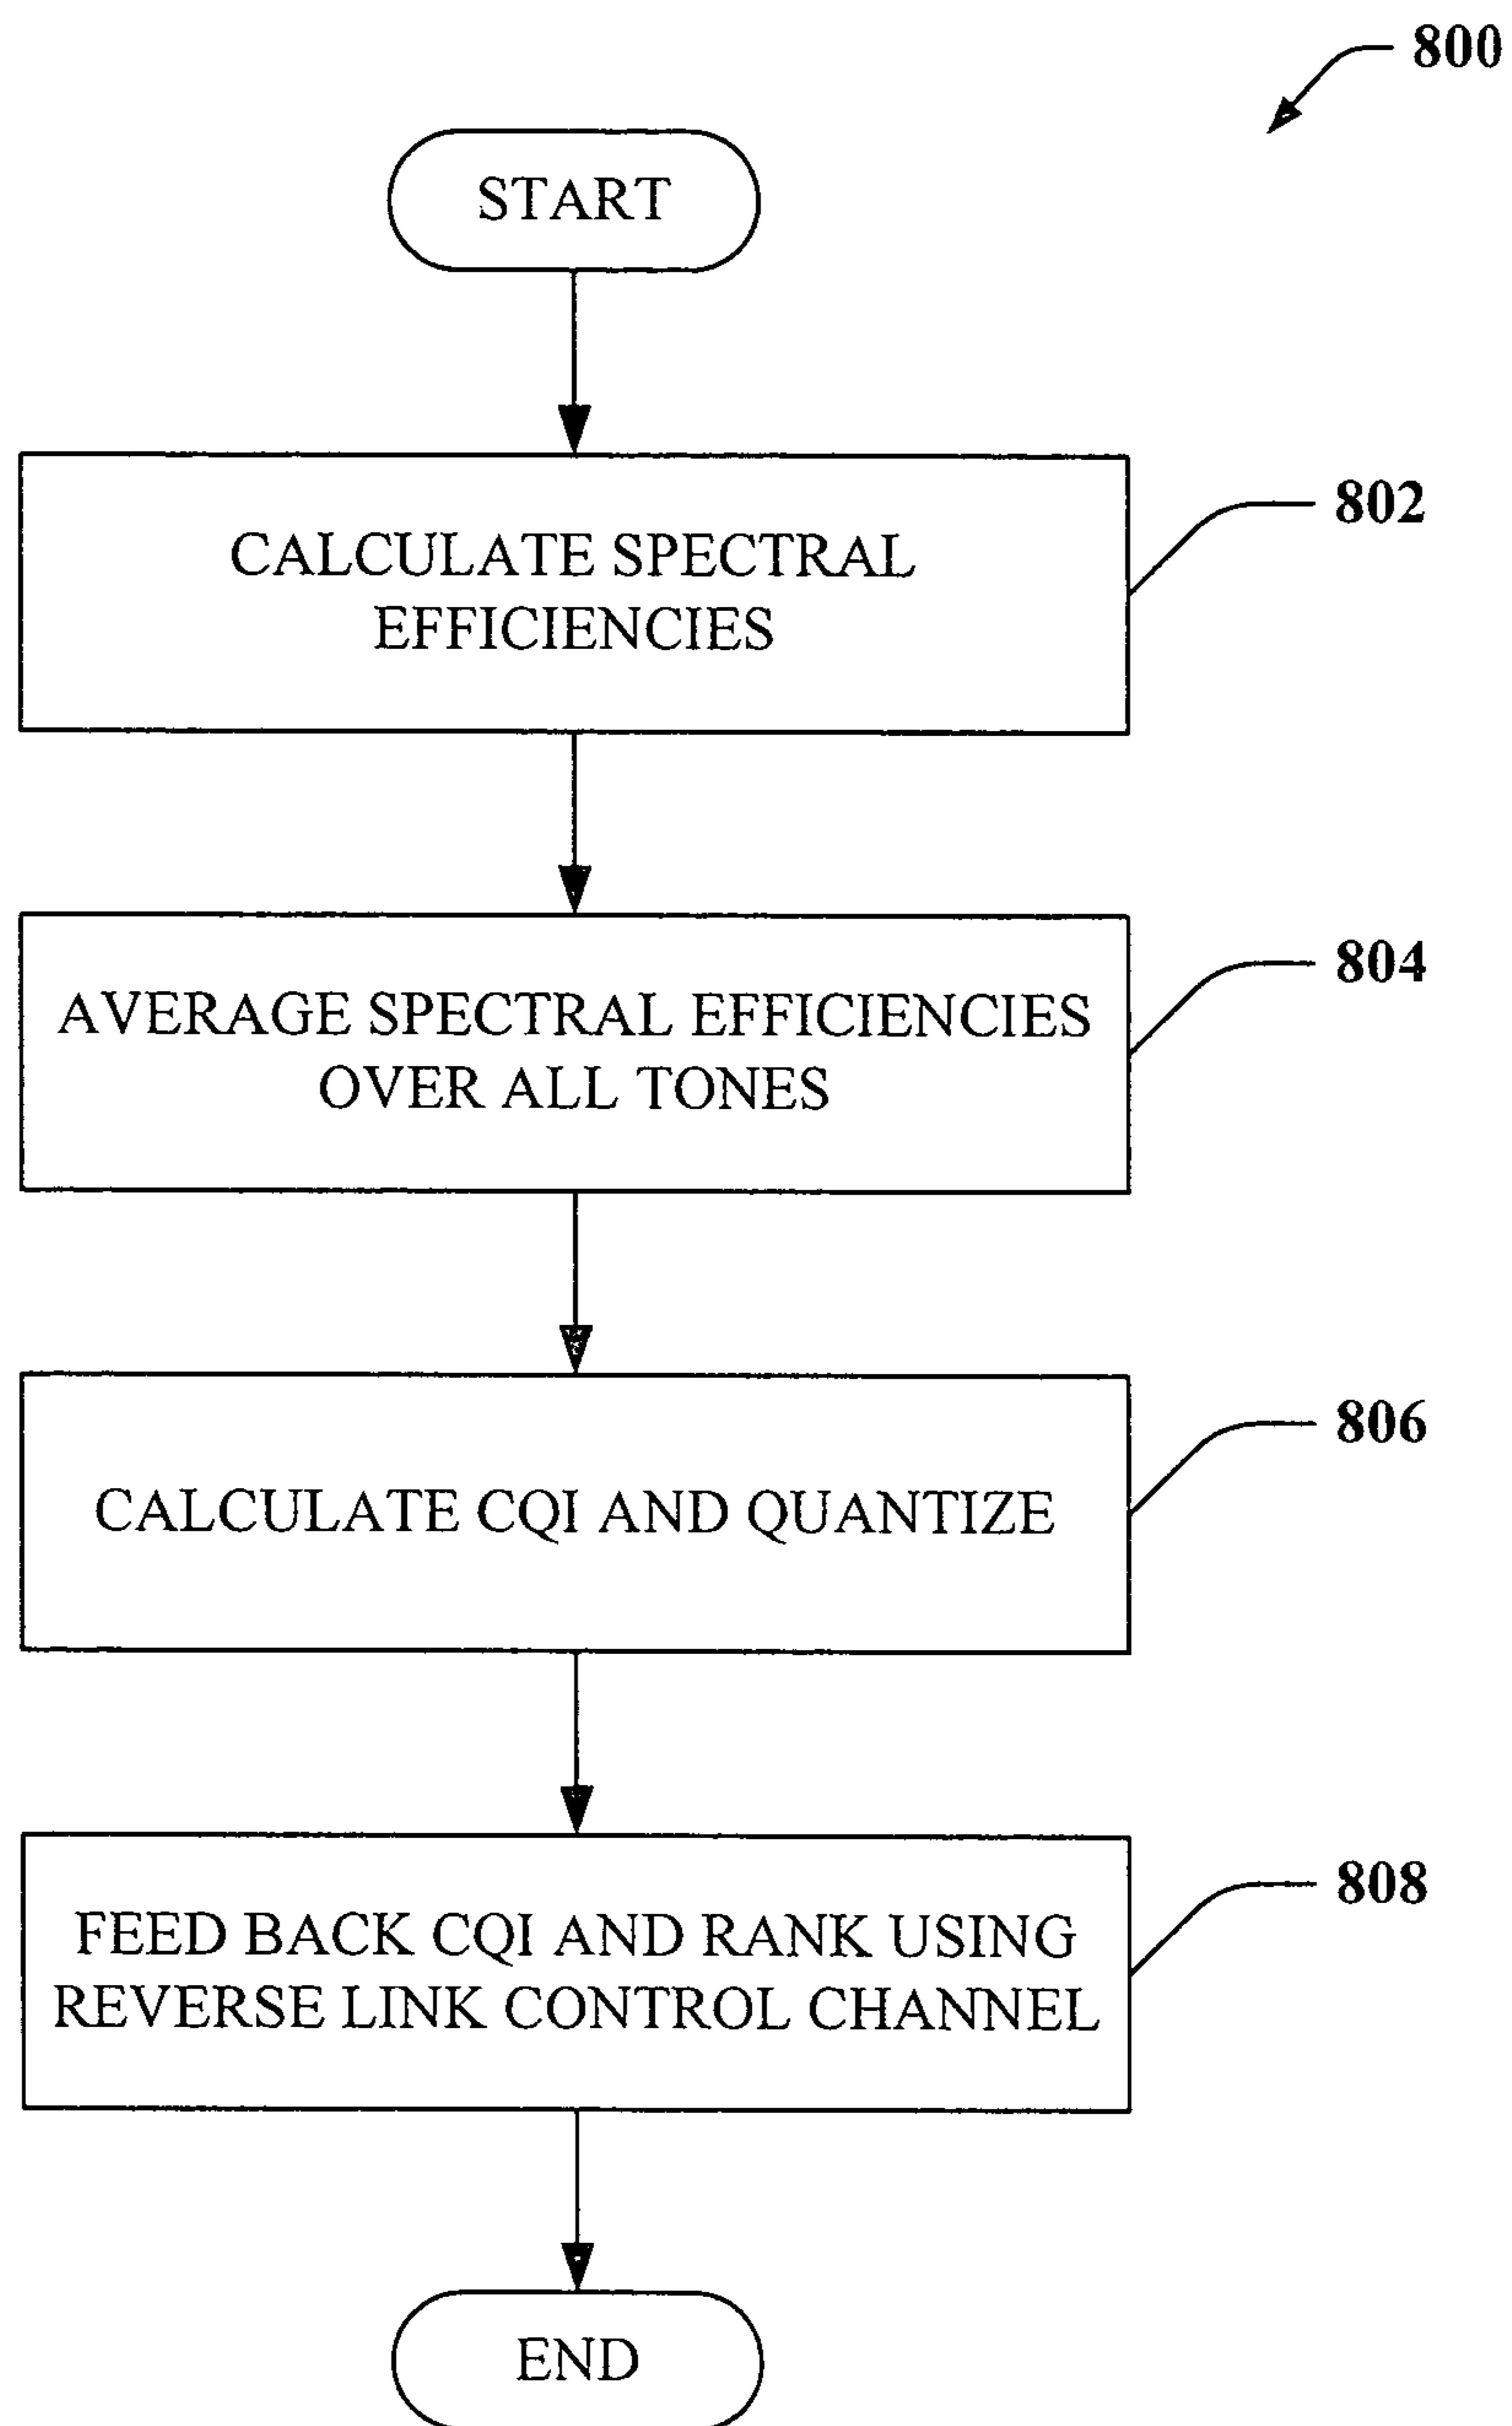 800
START
CALCULATE SPECTRAL
EFFICIENCIES
802
AVERAGE SPECTRAL EFFICIENCIES
OVER ALL TONES
804
CALCULATE CQI AND QUANTIZE
806
FEED BACK CQI AND RANK USING
REVERSE LINK CONTROL CHANNEL
808
END